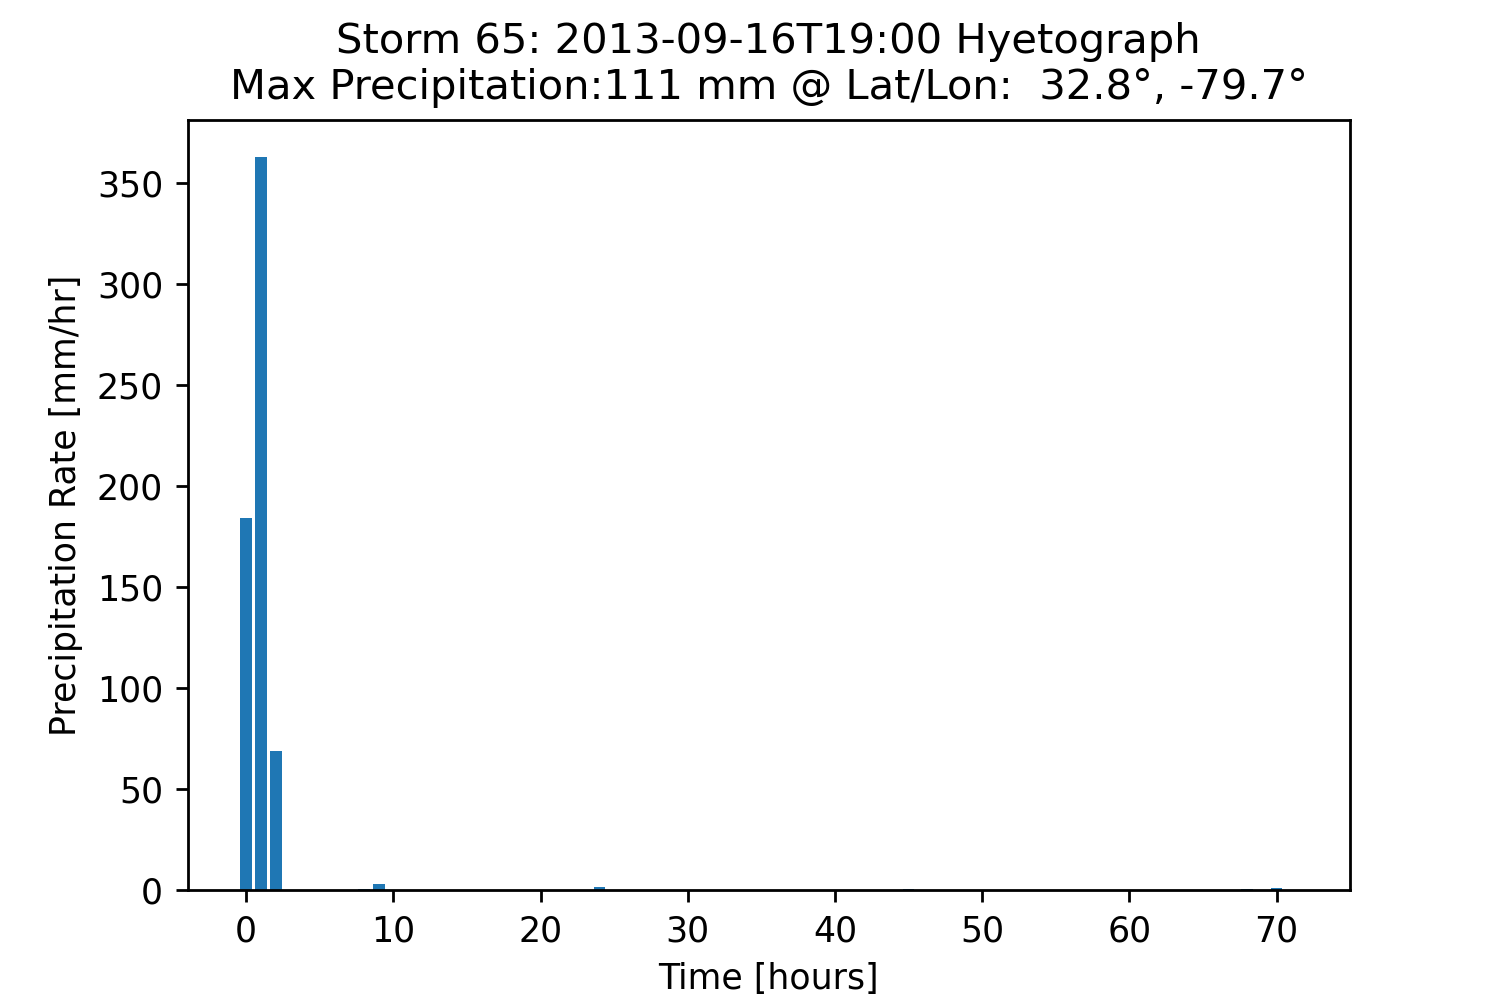 Storm 65: 2013-09-16T19:00 Hyetograph
Max Precipitation:111 mm @ Lat/Lon:  32.8°, -79.7°
Precipitation Rate [mm/hr]
350
300
250
200
150
100
50
0
0 10 20 30 40 50 60 70
Time [hours]